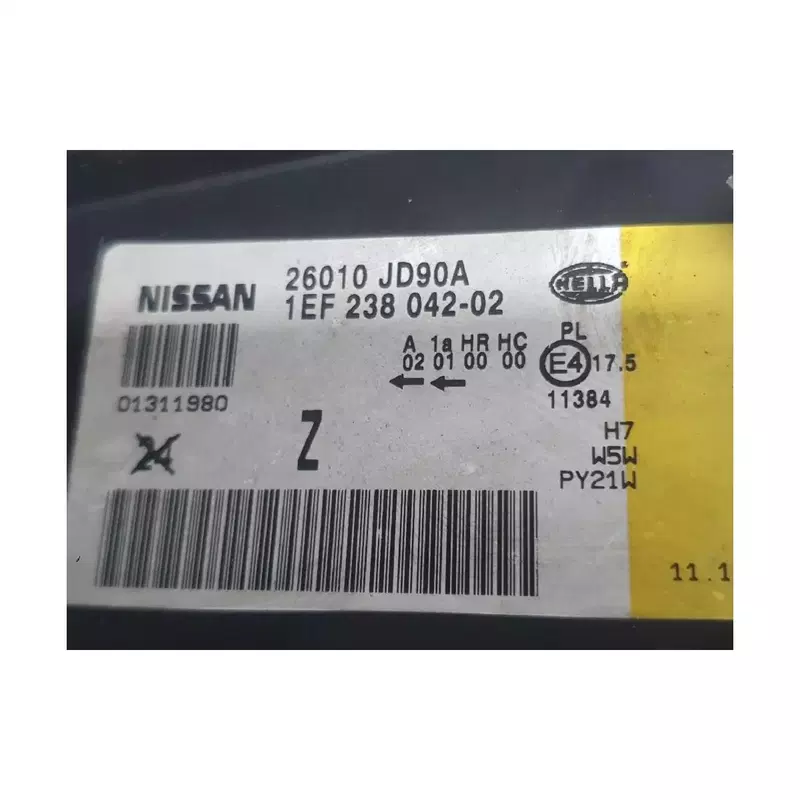 NISSAN
26010 JD90A
1EF 238 042-02
HELLA
A 1a HR HC PL
02 01 00 00 E4 17.5
01311980
11384
24
Z
H7
W5W
PY21W
11.1